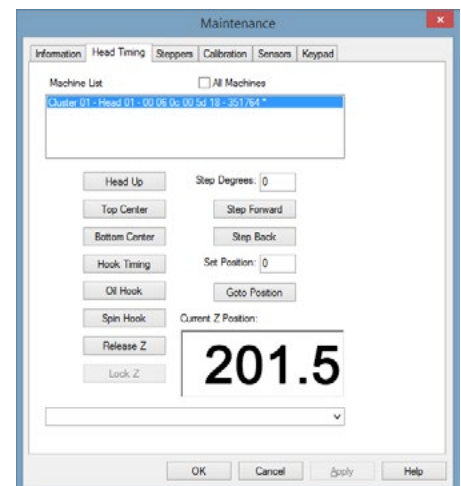 Maintenance
Information Head Timing Steppers Calibration Sensors Keypad
Machine List All Machines
Cluster 01 - Head 01 - 00 06 0c 00 5d 18 - 351764 *
Head Up Step Degrees: 0
Top Center Step Forward
Bottom Center Step Back
Hook Timing Set Position: 0
Oil Hook Goto Position
Spin Hook Current Z Position:
Release Z 201.5
Lock Z
OK Cancel Apply Help